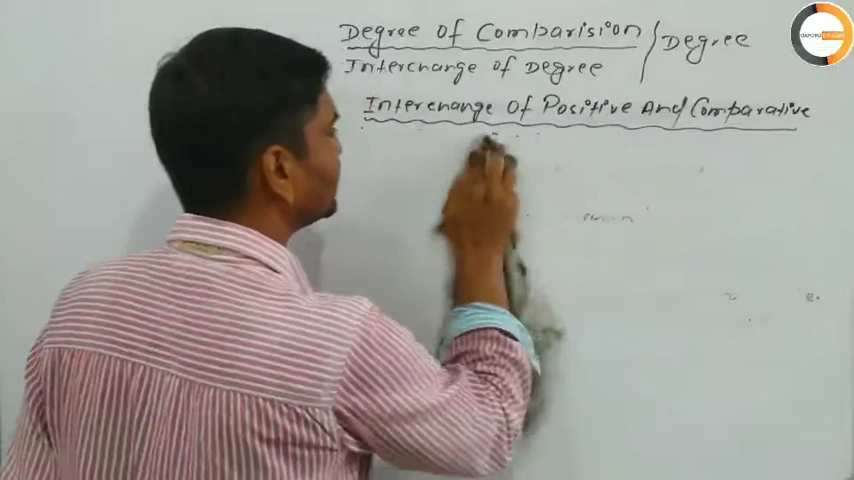 Degree of Comparision / Degree
Interchange of Degree
Interchange of Positive And Comparative